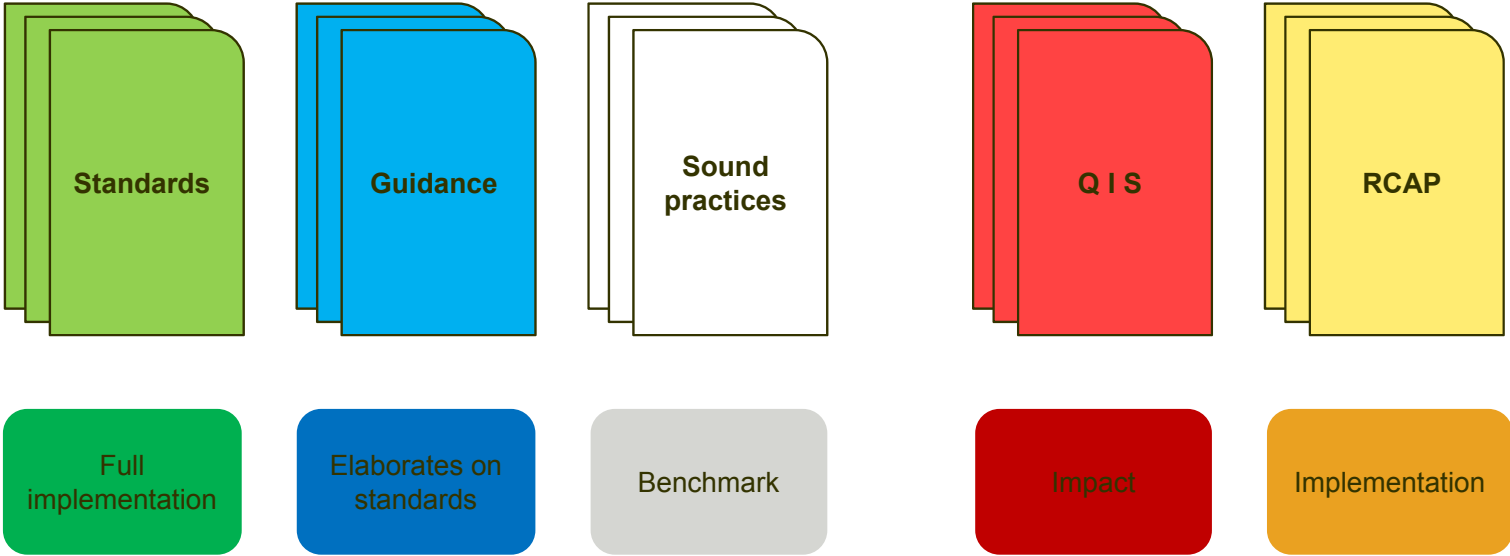 Standards
Guidance
Sound
practices
Q I S
RCAP
Full
implementation
Elaborates on
standards
Benchmark
Impact
Implementation